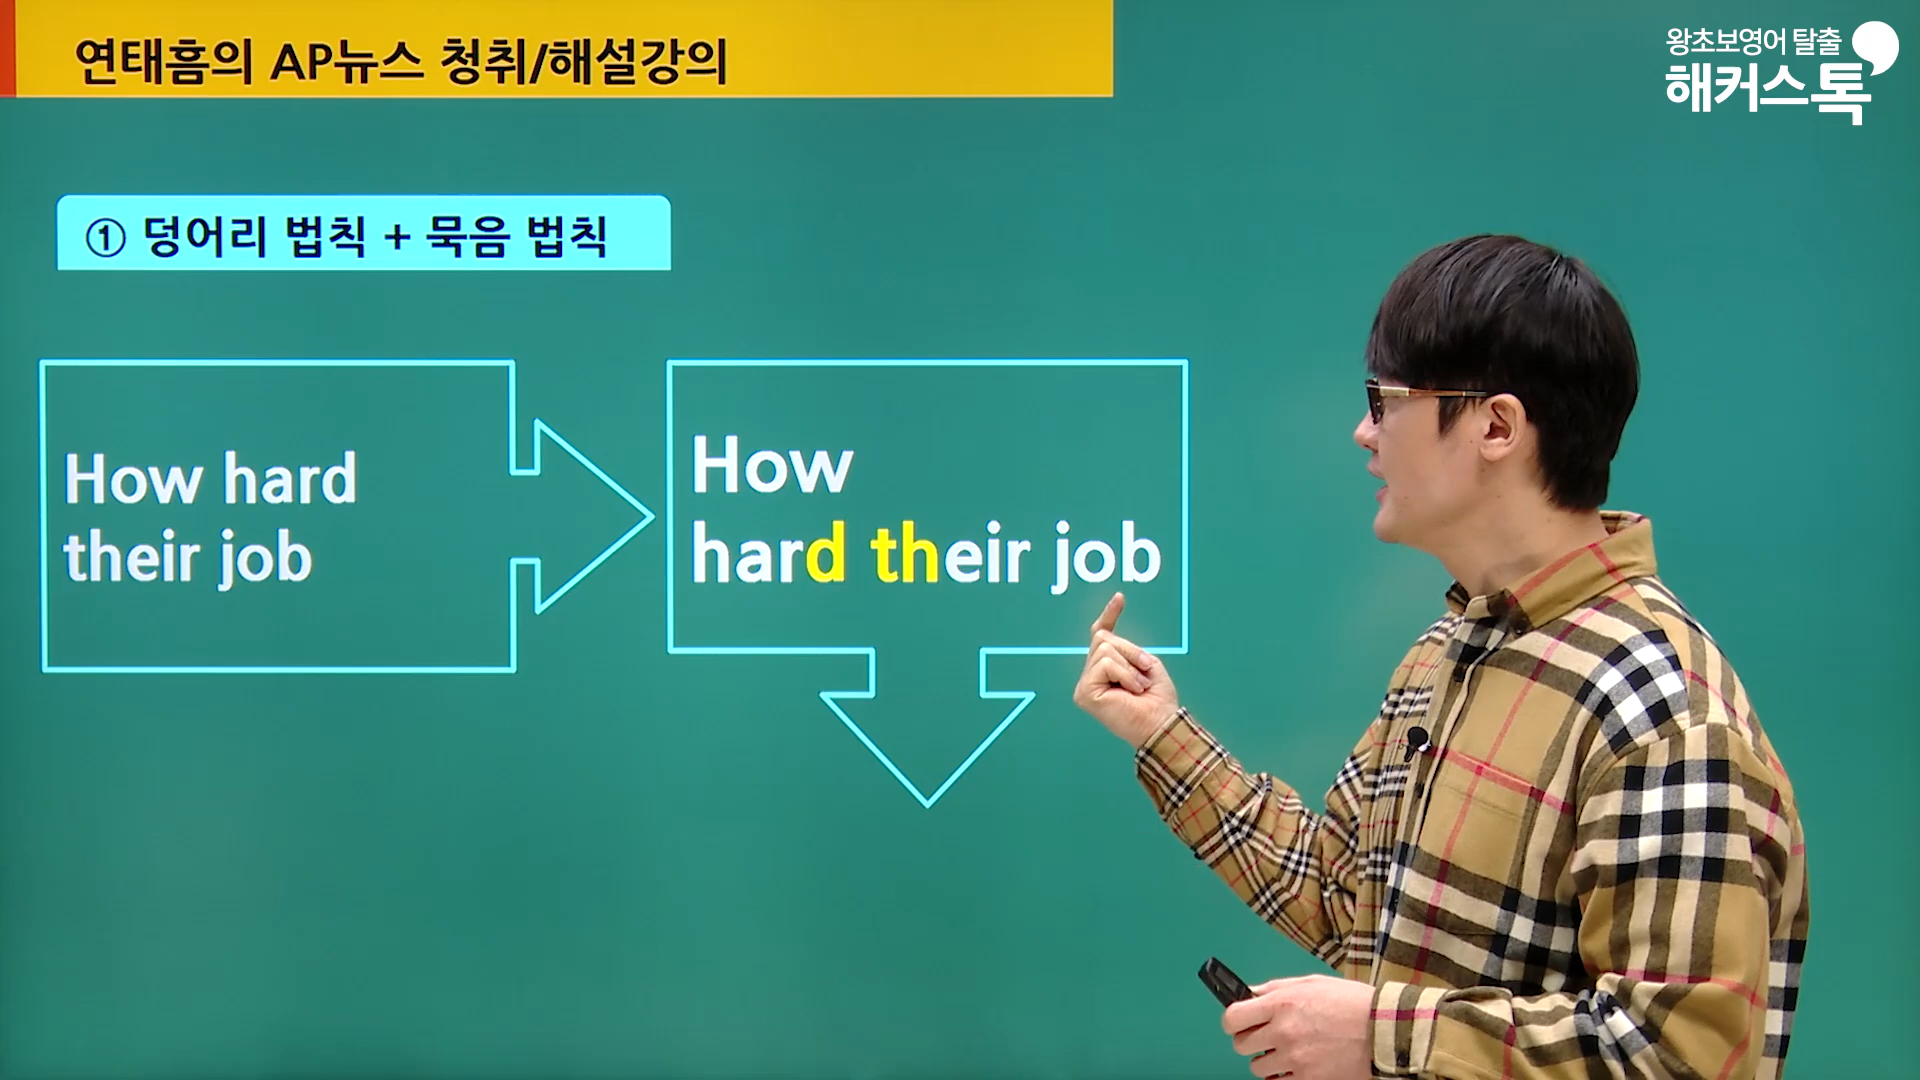 연태흠의 AP뉴스 청취/해설강의
왕초보영어 탈출
해커스톡
① 덩어리 법칙 + 묵음 법칙
How hard
their job
How
hard their job